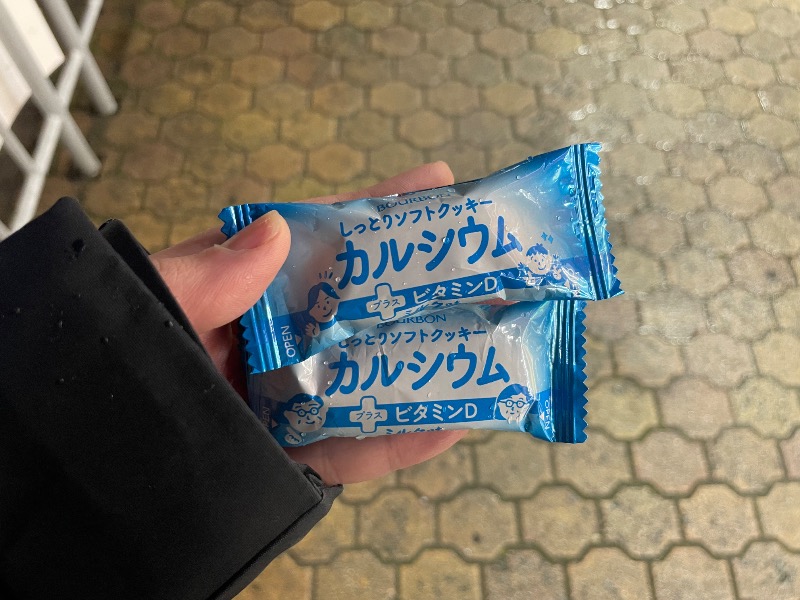 BOURBON
しっとりソフトクッキー
カルシウム
プラス ビタミンD
OPEN
BOURBON
しっとりソフトクッキー
カルシウム
プラス ビタミンD
OPEN